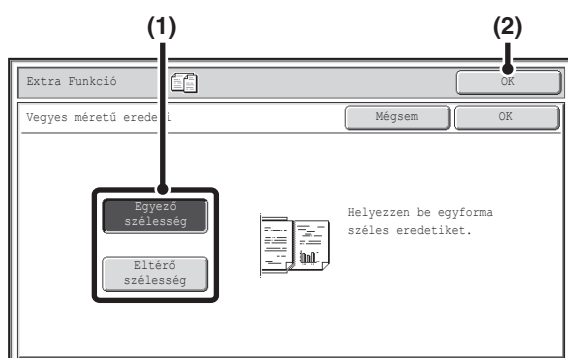 (1) (2)
Extra Funkció OK
Vegyes méretű eredeti Mégsem OK
Egyező
szélesség
Helyezzen be egyforma
széles eredetiket.
Eltérő
szélesség